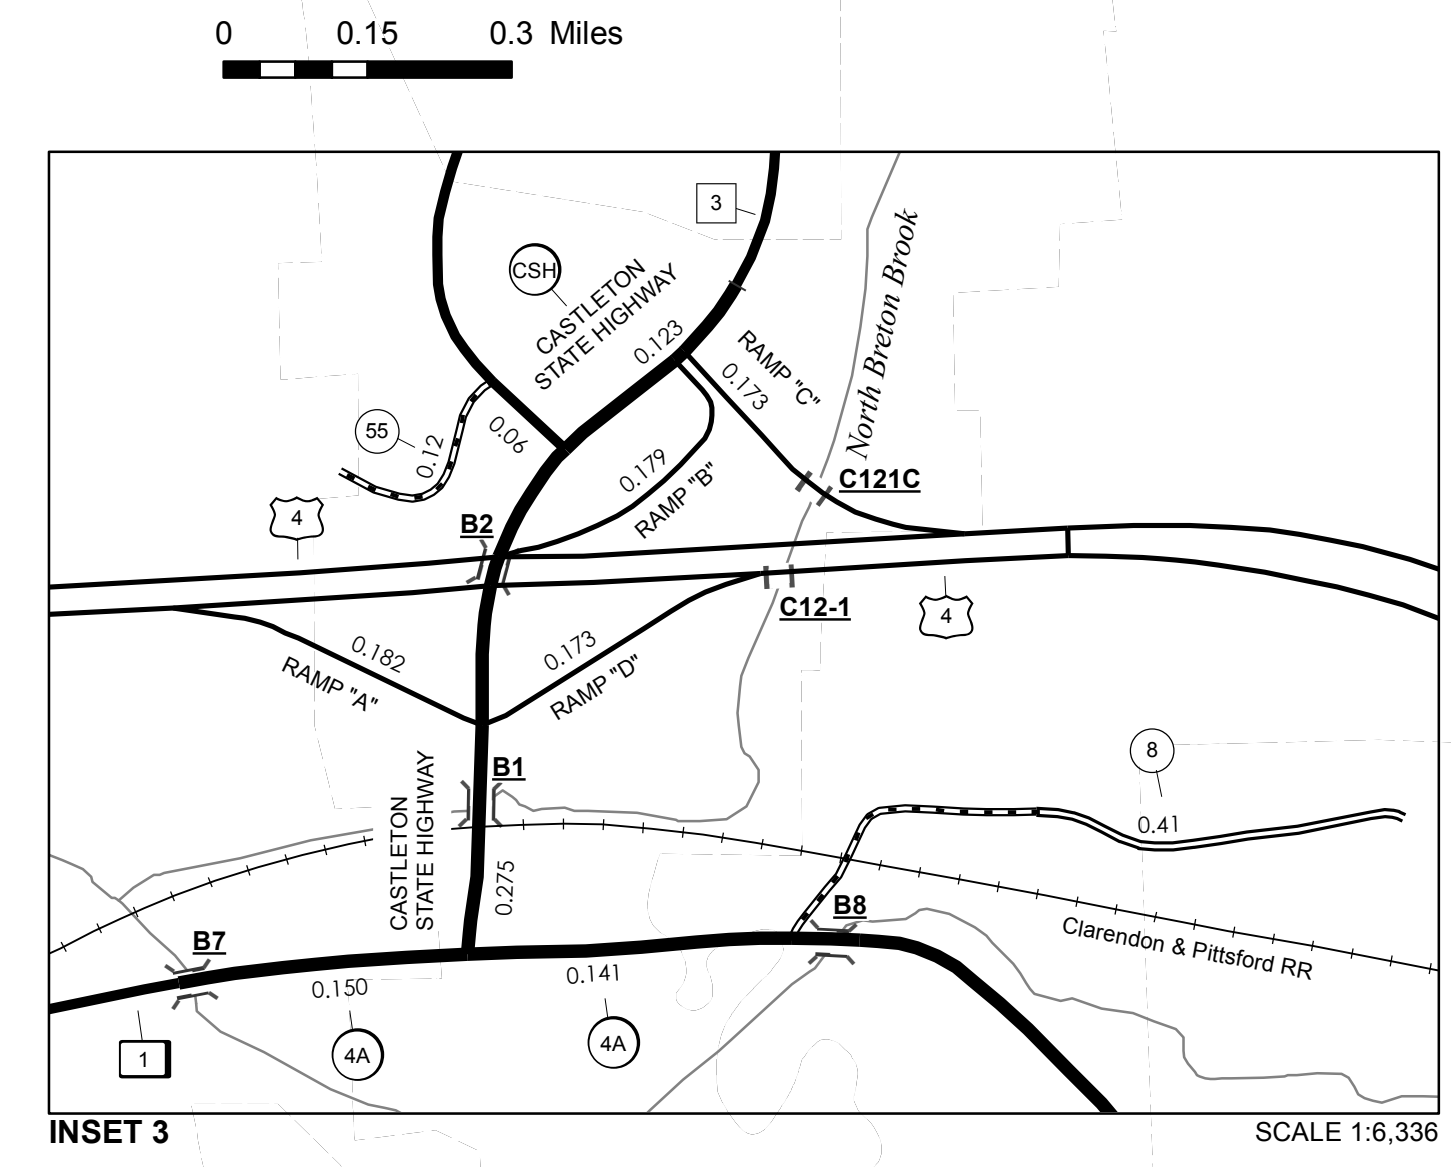 0 0.15 0.3 Miles
3
CSH
CASTLETON
STATE HIGHWAY
0.123
RAMP "C"
0.173
North Breton Brook
55
0.12
0.06
0.179
RAMP "B"
C121C
4
B2
C12-1
4
0.182
RAMP "A"
0.173
RAMP "D"
8
0.41
B1
CASTLETON
STATE HIGHWAY
0.275
B8
Clarendon & Pittsford RR
B7
0.150
0.141
1
4A
4A
INSET 3
SCALE 1:6,336